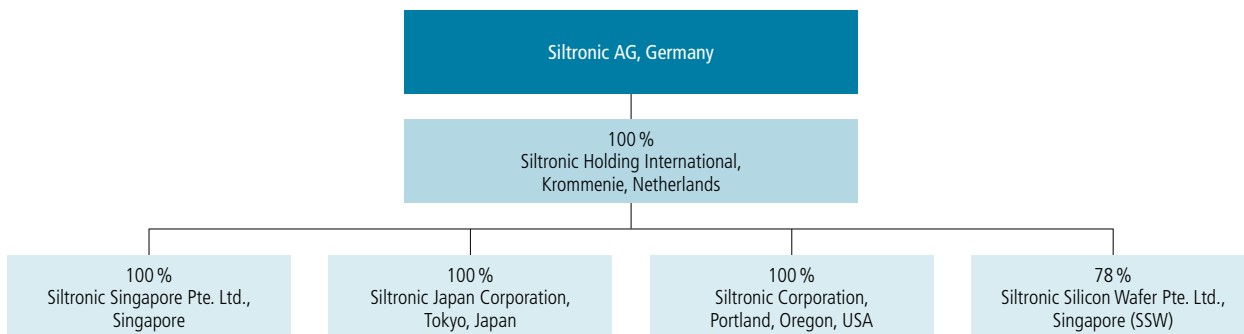 Siltronic AG, Germany
100 %
Siltronic Holding International,
Krommenie, Netherlands
100 %
Siltronic Singapore Pte. Ltd.,
Singapore
100 %
Siltronic Japan Corporation,
Tokyo, Japan
100 %
Siltronic Corporation,
Portland, Oregon, USA
78 %
Siltronic Silicon Wafer Pte. Ltd.,
Singapore (SSW)